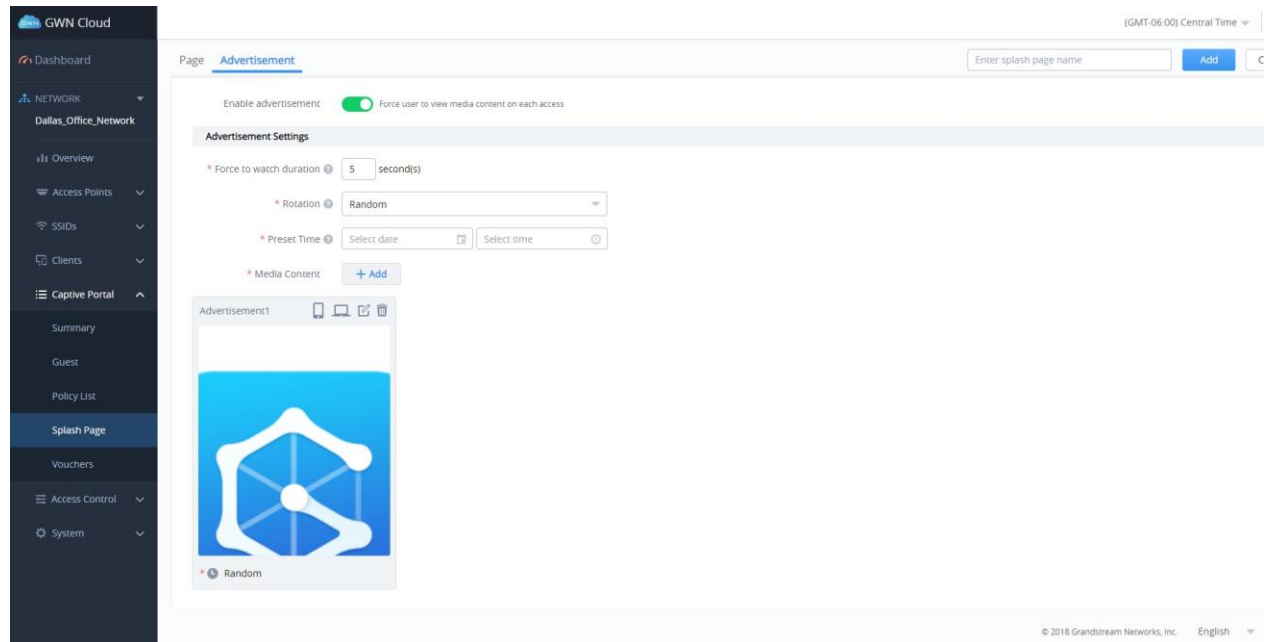 GWN GWN Cloud
(GMT-06:00) Central Time
Dashboard
NETWORK
Dallas_Office_Network
Overview
Access Points
SSIDs
Clients
Captive Portal
Summary
Guest
Policy List
Splash Page
Vouchers
Access Control
System
Page Advertisement
Enter splash page name
Add
C
Enable advertisement
Force user to view media content on each access
Advertisement Settings
* Force to watch duration ? 5 second(s)
* Rotation ? Random
* Preset Time ? Select date Select time
* Media Content + Add
Advertisement1
* Random
© 2018 Grandstream Networks, Inc. English